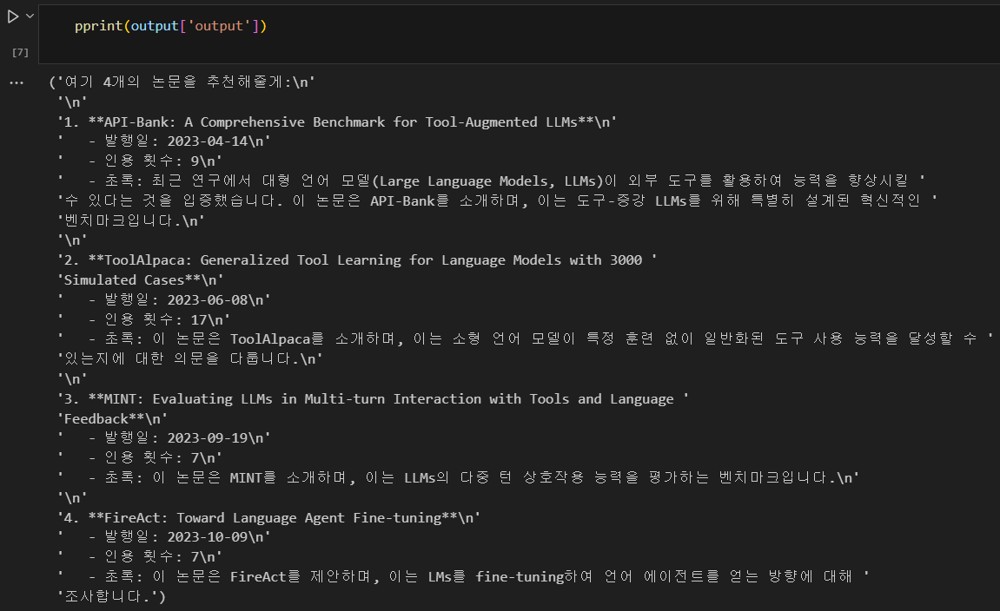 pprint(output['output'])
[7]
... ('여기 4개의 논문을 추천해줄게:\n'
'\n'
'1. **API-Bank: A Comprehensive Benchmark for Tool-Augmented LLMs**\n'
'   - 발행일: 2023-04-14\n'
'   - 인용 횟수: 9\n'
'   - 초록: 최근 연구에서 대형 언어 모델(Large Language Models, LLMs)이 외부 도구를 활용하여 능력을 향상시킬 '
'수 있다는 것을 입증했습니다. 이 논문은 API-Bank를 소개하며, 이는 도구-증강 LLMs를 위해 특별히 설계된 혁신적인 '
'벤치마크입니다.\n'
'\n'
'2. **ToolAlpaca: Generalized Tool Learning for Language Models with 3000 '
'Simulated Cases**\n'
'   - 발행일: 2023-06-08\n'
'   - 인용 횟수: 17\n'
'   - 초록: 이 논문은 ToolAlpaca를 소개하며, 이는 소형 언어 모델이 특정 훈련 없이 일반화된 도구 사용 능력을 달성할 수 '
'있는지에 대한 의문을 다룹니다.\n'
'\n'
'3. **MINT: Evaluating LLMs in Multi-turn Interaction with Tools and Language '
'Feedback**\n'
'   - 발행일: 2023-09-19\n'
'   - 인용 횟수: 7\n'
'   - 초록: 이 논문은 MINT를 소개하며, 이는 LLMs의 다중 턴 상호작용 능력을 평가하는 벤치마크입니다.\n'
'\n'
'4. **FireAct: Toward Language Agent Fine-tuning**\n'
'   - 발행일: 2023-10-09\n'
'   - 인용 횟수: 7\n'
'   - 초록: 이 논문은 FireAct를 제안하며, 이는 LMs를 fine-tuning하여 언어 에이전트를 얻는 방향에 대해 '
'조사합니다.')